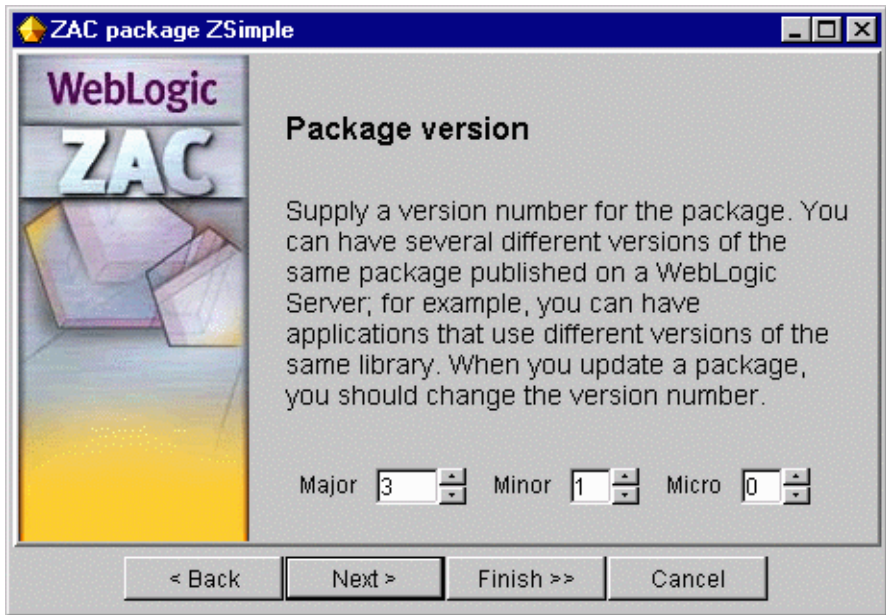 ZAC package ZSimple
WebLogic
ZAC
Package version
Supply a version number for the package. You
can have several different versions of the
same package published on a WebLogic
Server; for example, you can have
applications that use different versions of the
same library. When you update a package,
you should change the version number.
Major 3 Minor 1 Micro 0
< Back Next > Finish >> Cancel